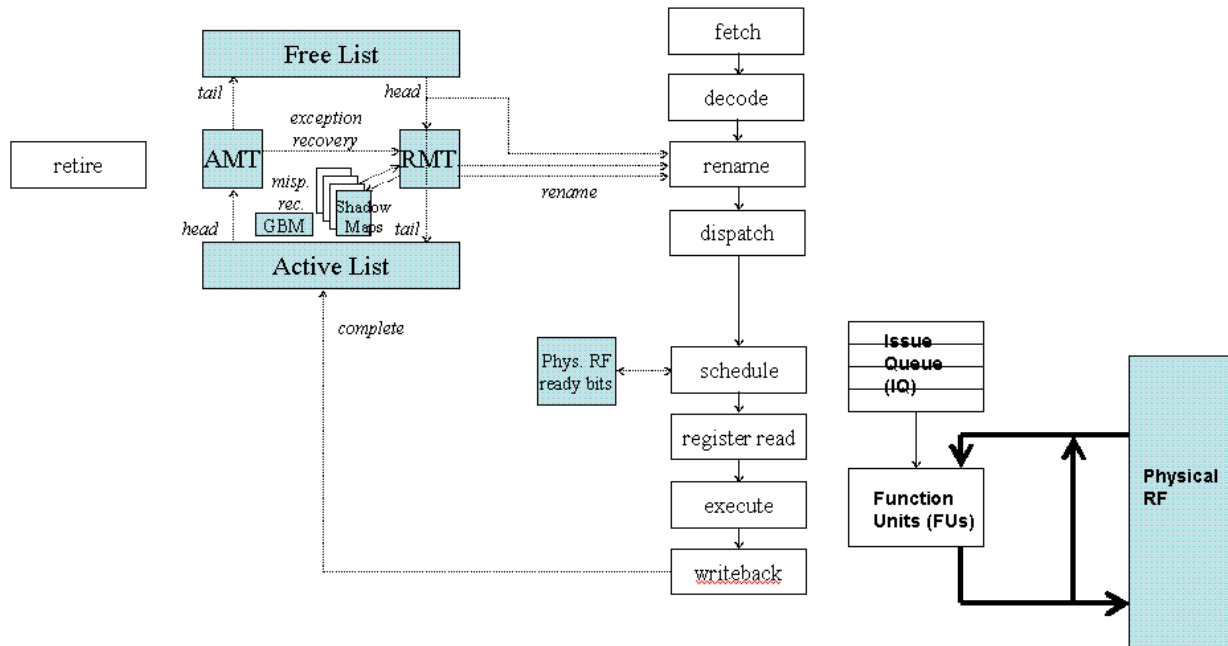 fetch
Free List
tail
head
decode
exception
recovery
AMT
RMT
retire
rename
misp.
rec.
rename
Shadow
Maps
GBM
head
tail
dispatch
Active List
complete
Issue
Queue
(IQ)
Phys. RF
ready bits
schedule
register read
Physical
RF
Function
Units (FUs)
execute
writeback